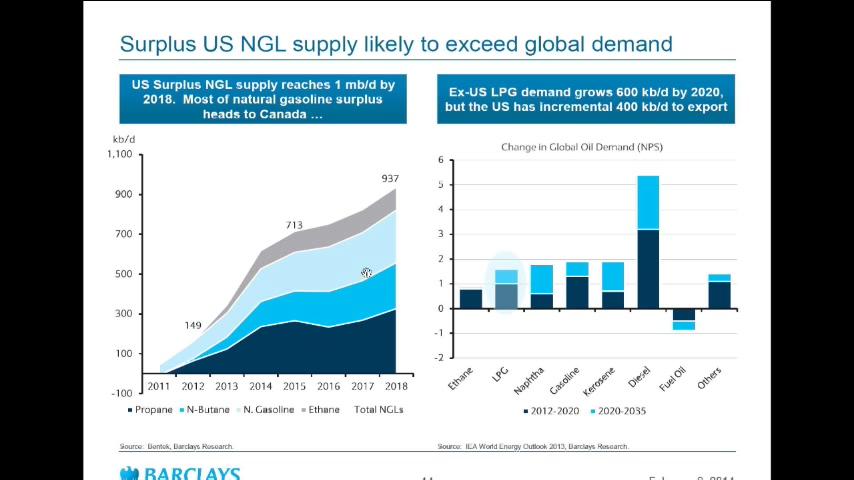 Surplus US NGL supply likely to exceed global demand
US Surplus NGL supply reaches 1 mb/d by
2018. Most of natural gasoline surplus
heads to Canada …
kb/d
1,100
900
700
500
300
100
-100
937
713
149
2011 2012 2013 2014 2015 2016 2017 2018
Propane N-Butane N. Gasoline Ethane Total NGLs
Source: Bentek, Barclays Research.
Ex-US LPG demand grows 600 kb/d by 2020,
but the US has incremental 400 kb/d to export
Change in Global Oil Demand (NPS)
6
5
4
3
2
1
0
-1
-2
Ethane LPG Naphtha Gasoline Kerosene Diesel Fuel Oil Others
2012-2020 2020-2035
Source: IEA World Energy Outlook 2013, Barclays Research.
BARCLAYS